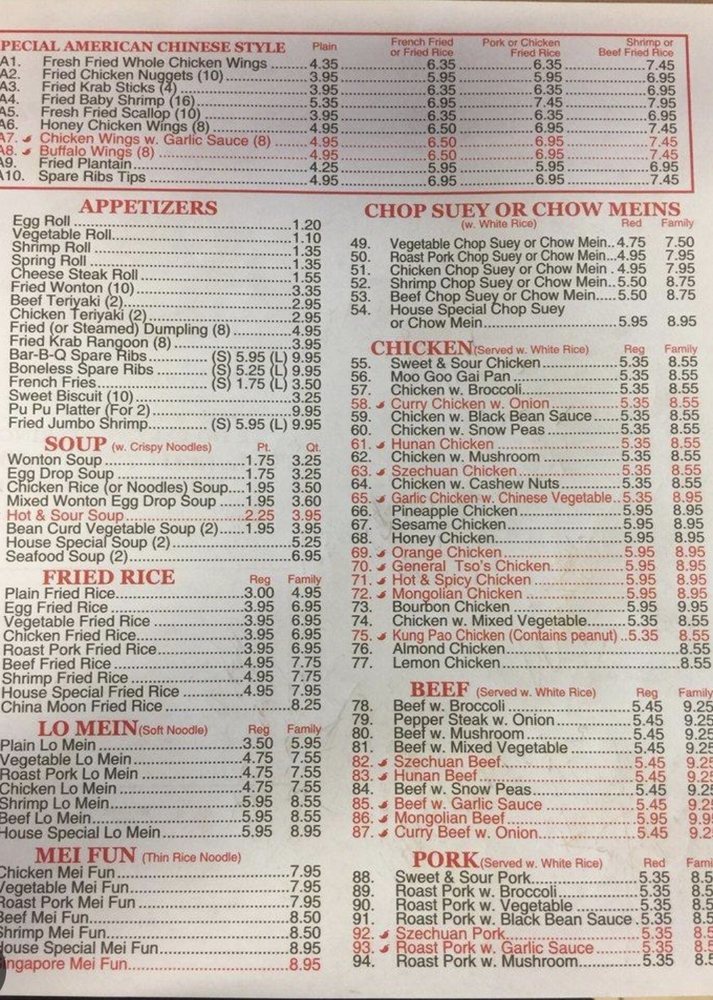 PECIAL AMERICAN CHINESE STYLE Plain French Fried or Fried Rice Pork or Chicken Fried Rice Shrimp or Beef Fried Rice
A1. Fresh Fried Whole Chicken Wings 4.35 6.35 6.35 7.45
A2. Fried Chicken Nuggets (10) 3.95 5.95 5.95 6.95
A3. Fried Krab Sticks (4) 3.95 6.35 6.35 6.95
A4. Fried Baby Shrimp (16) 5.35 6.95 7.45 7.95
A5. Fresh Fried Scallop (10) 3.95 6.35 6.95 6.95
A6. Honey Chicken Wings (8) 4.95 6.50 6.95 7.45
A7. Chicken Wings w. Garlic Sauce (8) 4.95 6.50 6.95 7.45
A8. Buffalo Wings (8) 4.95 6.50 6.95 7.45
A9. Fried Plantain 4.25 5.95 5.95 6.95
A10. Spare Ribs Tips 4.95 6.95 6.95 7.45
APPETIZERS
Egg Roll 1.20
Vegetable Roll 1.10
Shrimp Roll 1.35
Spring Roll 1.35
Cheese Steak Roll 1.55
Fried Wonton (10) 3.35
Beef Teriyaki (2) 2.95
Chicken Teriyaki (2) 2.95
Fried (or Steamed) Dumpling (8) 4.95
Fried Krab Rangoon (8) 3.95
Bar-B-Q Spare Ribs (S) 5.95 (L) 9.95
Boneless Spare Ribs (S) 5.25 (L) 9.95
French Fries (S) 1.75 (L) 3.50
Sweet Biscuit (10) 3.25
Pu Pu Platter (For 2) 9.95
Fried Jumbo Shrimp (S) 5.95 (L) 9.95
SOUP (w. Crispy Noodles) Pt. Qt.
Wonton Soup 1.75 3.25
Egg Drop Soup 1.75 3.25
Chicken Rice (or Noodles) Soup 1.95 3.50
Mixed Wonton Egg Drop Soup 1.95 3.60
Hot & Sour Soup 2.25 3.95
Bean Curd Vegetable Soup (2) 1.95 3.95
House Special Soup (2) 5.25
Seafood Soup (2) 6.95
FRIED RICE Reg Family
Plain Fried Rice 3.00 4.95
Egg Fried Rice 3.95 6.95
Vegetable Fried Rice 3.95 6.95
Chicken Fried Rice 3.95 6.95
Roast Pork Fried Rice 3.95 6.95
Beef Fried Rice 4.95 7.75
Shrimp Fried Rice 4.95 7.75
House Special Fried Rice 4.95 7.95
China Moon Fried Rice 8.25
LO MEIN (Soft Noodle) Reg Family
Plain Lo Mein 3.50 5.95
Vegetable Lo Mein 4.75 7.55
Roast Pork Lo Mein 4.75 7.55
Chicken Lo Mein 4.75 7.55
Shrimp Lo Mein 5.95 8.55
Beef Lo Mein 5.95 8.55
House Special Lo Mein 5.95 8.95
MEI FUN (Thin Rice Noodle)
Chicken Mei Fun 7.95
Vegetable Mei Fun 7.95
Roast Pork Mei Fun 7.95
Beef Mei Fun 8.50
Shrimp Mei Fun 8.50
House Special Mei Fun 8.95
ingapore Mei Fun 8.95
CHOP SUEY OR CHOW MEINS
(w. White Rice) Red Family
49. Vegetable Chop Suey or Chow Mein 4.75 7.50
50. Roast Pork Chop Suey or Chow Mein 4.95 7.95
51. Chicken Chop Suey or Chow Mein 4.95 7.95
52. Shrimp Chop Suey or Chow Mein 5.50 8.75
53. Beef Chop Suey or Chow Mein 5.50 8.75
54. House Special Chop Suey
or Chow Mein 5.95 8.95
CHICKEN (Served w. White Rice) Reg Family
55. Sweet & Sour Chicken 5.35 8.55
56. Moo Goo Gai Pan 5.35 8.55
57. Chicken w. Broccoli 5.35 8.55
58. Curry Chicken w. Onion 5.35 8.55
59. Chicken w. Black Bean Sauce 5.35 8.55
60. Chicken w. Snow Peas 5.35 8.55
61. Hunan Chicken 5.35 8.55
62. Chicken w. Mushroom 5.35 8.55
63. Szechuan Chicken 5.35 8.55
64. Chicken w. Cashew Nuts 5.35 8.55
65. Garlic Chicken w. Chinese Vegetable 5.35 8.95
66. Pineapple Chicken 5.95 8.95
67. Sesame Chicken 5.95 8.95
68. Honey Chicken 5.95 8.95
69. Orange Chicken 5.95 8.95
70. General Tso's Chicken 5.95 8.95
71. Hot & Spicy Chicken 5.95 8.95
72. Mongolian Chicken 5.95 8.95
73. Bourbon Chicken 5.95 9.95
74. Chicken w. Mixed Vegetable 5.35 8.55
75. Kung Pao Chicken (Contains peanut) 5.35 8.55
76. Almond Chicken 8.55
77. Lemon Chicken 8.55
BEEF (Served w. White Rice) Reg Family
78. Beef w. Broccoli 5.45 9.25
79. Pepper Steak w. Onion 5.45 9.25
80. Beef w. Mushroom 5.45 9.25
81. Beef w. Mixed Vegetable 5.45 9.25
82. Szechuan Beef 5.45 9.25
83. Hunan Beef 5.45 9.25
84. Beef w. Snow Peas 5.45 9.25
85. Beef w. Garlic Sauce 5.45 9.25
86. Mongolian Beef 5.95 9.95
87. Curry Beef w. Onion 5.45 9.2
PORK (Served w. White Rice) Red Fami
88. Sweet & Sour Pork 5.35 8.5
89. Roast Pork w. Broccoli 5.35 8.5
90. Roast Pork w. Vegetable 5.35 8.5
91. Roast Pork w. Black Bean Sauce 5.35 8.5
92. Szechuan Pork 5.35 8.5
93. Roast Pork w. Garlic Sauce 5.35 8.5
94. Roast Pork w. Mushroom 5.35 8.5